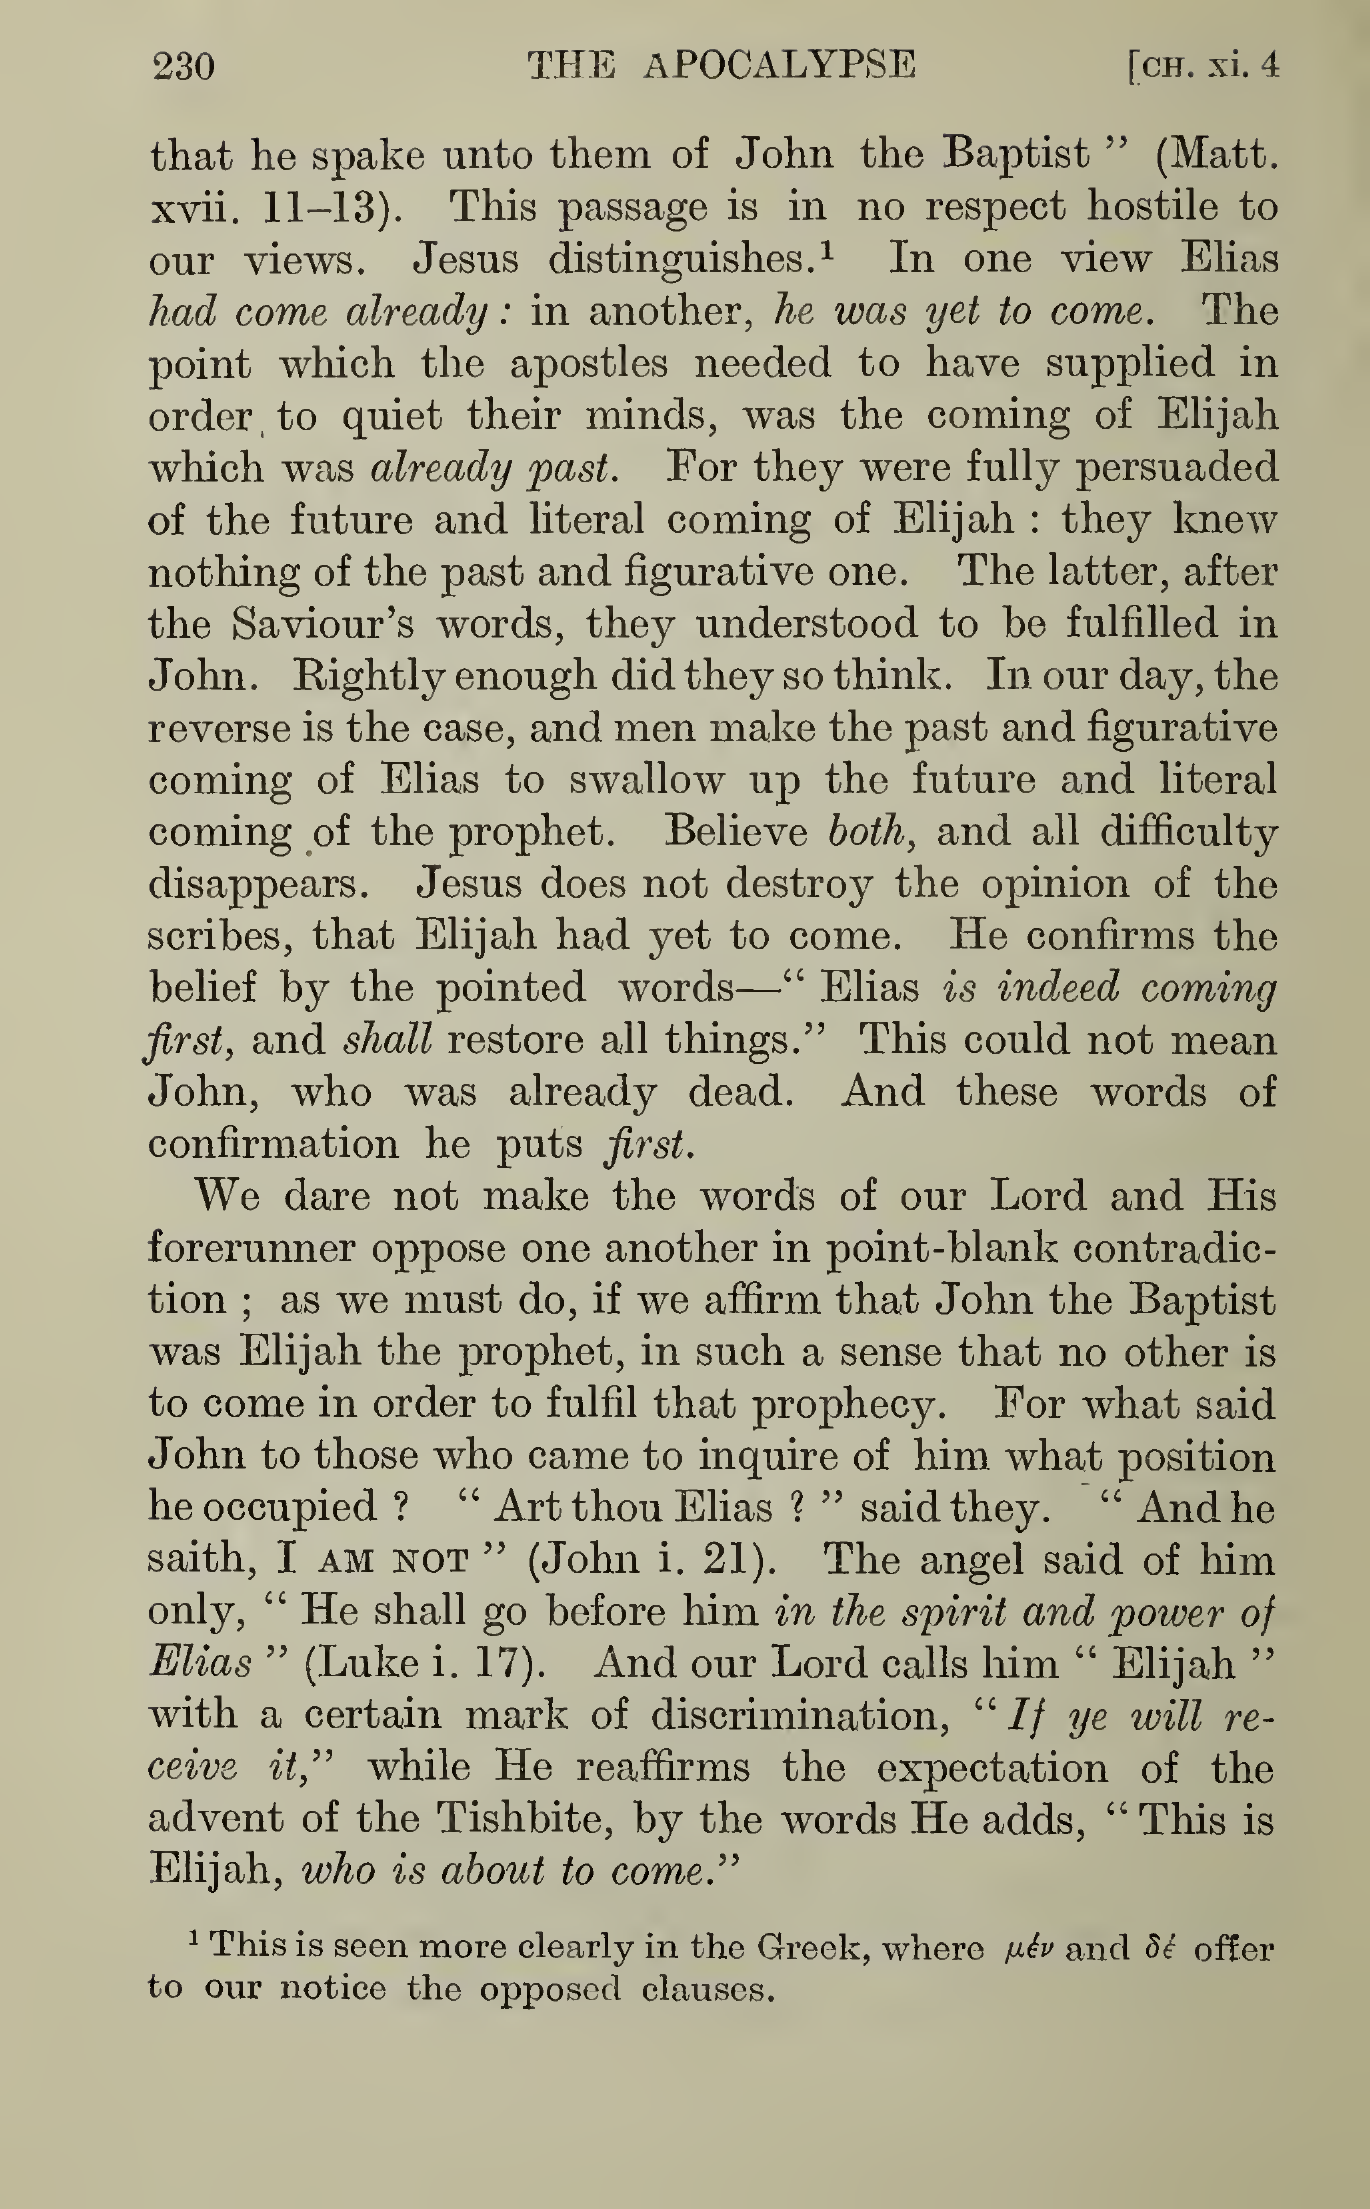 230 THE APOCALYPSE [CH. xi. 4
that he spake unto them of John the Baptist ” (Matt.
xvii. 11–13). This passage is in no respect hostile to
our views. Jesus distinguishes.¹ In one view Elias
had come already : in another, he was yet to come. The
point which the apostles needed to have supplied in
order to quiet their minds, was the coming of Elijah
which was already past. For they were fully persuaded
of the future and literal coming of Elijah : they knew
nothing of the past and figurative one. The latter, after
the Saviour’s words, they understood to be fulfilled in
John. Rightly enough did they so think. In our day, the
reverse is the case, and men make the past and figurative
coming of Elias to swallow up the future and literal
coming of the prophet. Believe both, and all difficulty
disappears. Jesus does not destroy the opinion of the
scribes, that Elijah had yet to come. He confirms the
belief by the pointed words—“ Elias is indeed coming
first, and shall restore all things.” This could not mean
John, who was already dead. And these words of
confirmation he puts first.
We dare not make the words of our Lord and His
forerunner oppose one another in point-blank contradic-
tion ; as we must do, if we affirm that John the Baptist
was Elijah the prophet, in such a sense that no other is
to come in order to fulfil that prophecy. For what said
John to those who came to inquire of him what position
he occupied ? “ Art thou Elias ? ” said they. “ And he
saith, I AM NOT ” (John i. 21). The angel said of him
only, “ He shall go before him in the spirit and power of
Elias ” (Luke i. 17). And our Lord calls him “ Elijah ”
with a certain mark of discrimination, “ If ye will re-
ceive it,” while He reaffirms the expectation of the
advent of the Tishbite, by the words He adds, “ This is
Elijah, who is about to come.”
¹ This is seen more clearly in the Greek, where μέν and δέ offer
to our notice the opposed clauses.